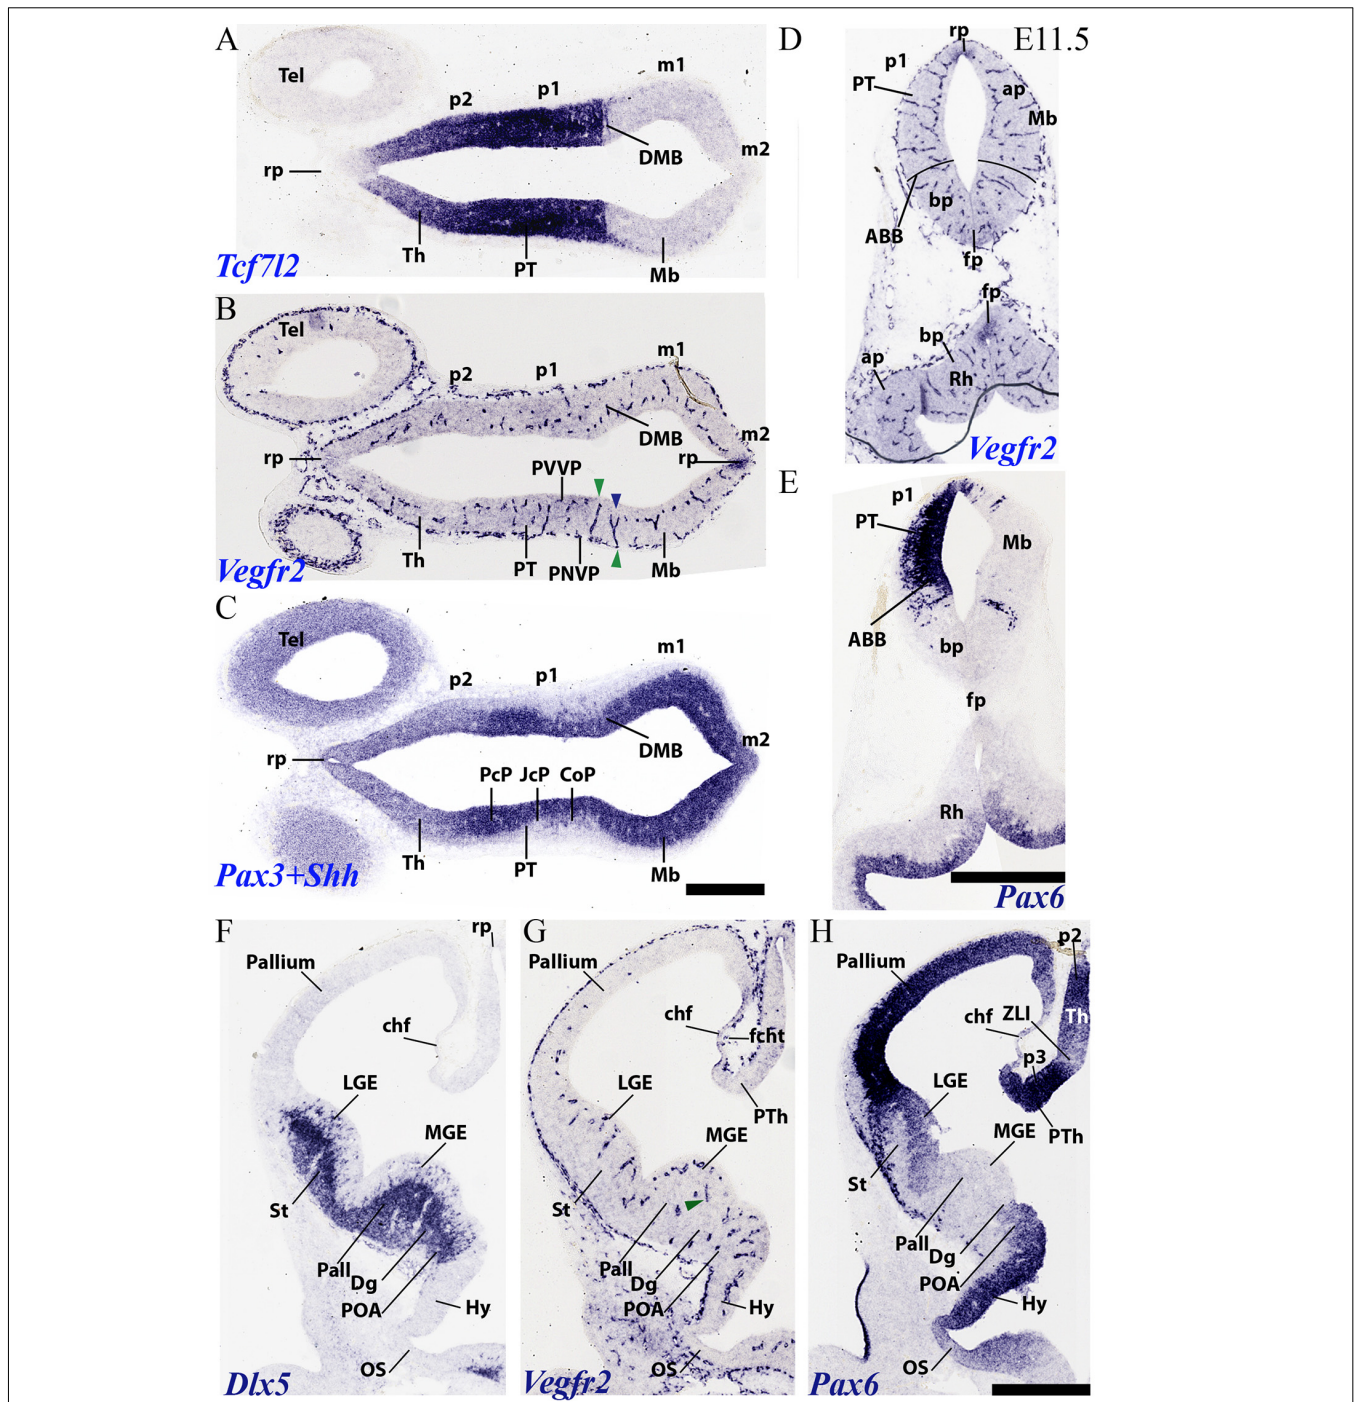 A
Tel
p2
p1
m1
DMB
m2
rp
Th
PT
Mb
Tcf7l2
B
Tel
p2
p1
m1
DMB
m2
rp
rp
PVVP
Th
PT
PNVP
Mb
Vegfr2
C
Tel
p2
p1
m1
DMB
m2
rp
PcP JcP CoP
Th
PT
Mb
Pax3+Shh
D
rp
E11.5
p1
PT
ap
Mb
bp
ABB
fp
fp
bp
ap
Rh
Vegfr2
E
p1
PT
Mb
ABB
bp
fp
Rh
Pax6
F
rp
Pallium
chf
LGE
MGE
St
Pall
Dg
POA
Hy
OS
Dlx5
G
Pallium
chf
fcht
LGE
PTh
MGE
St
Pall
Dg
POA
Hy
OS
Vegfr2
H
p2
Pallium
chf
ZLI
Th
p3
LGE
MGE
PTh
St
Pall
Dg
POA
Hy
OS
Pax6